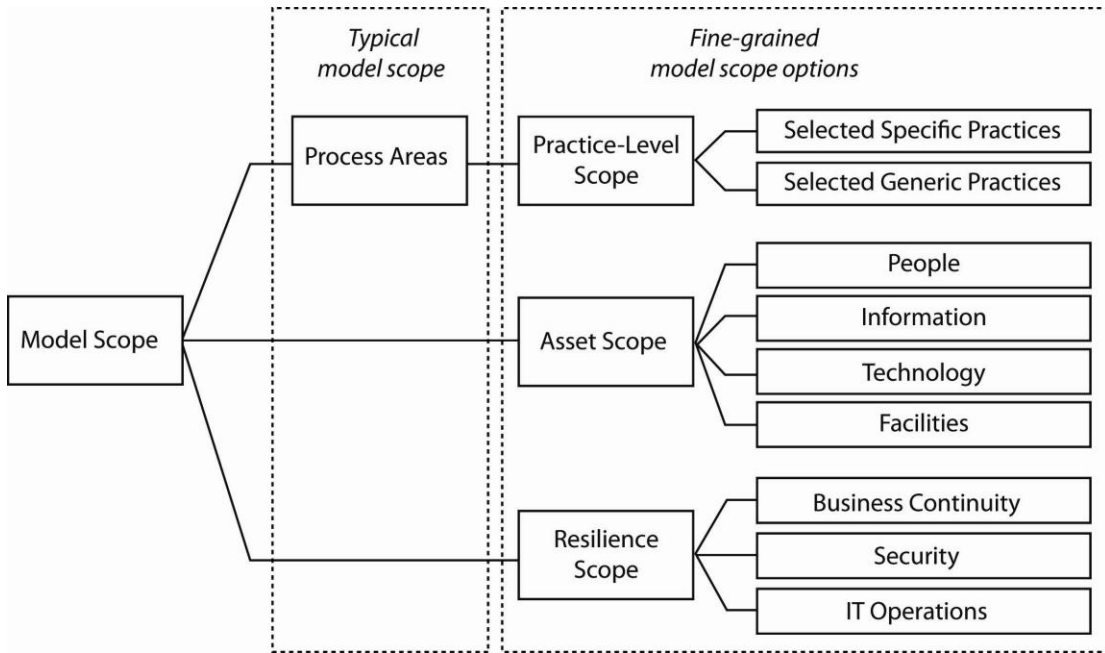 Typical
model scope
Fine-grained
model scope options
Process Areas
Practice-Level
Scope
Selected Specific Practices
Selected Generic Practices
Model Scope
Asset Scope
People
Information
Technology
Facilities
Resilience
Scope
Business Continuity
Security
IT Operations